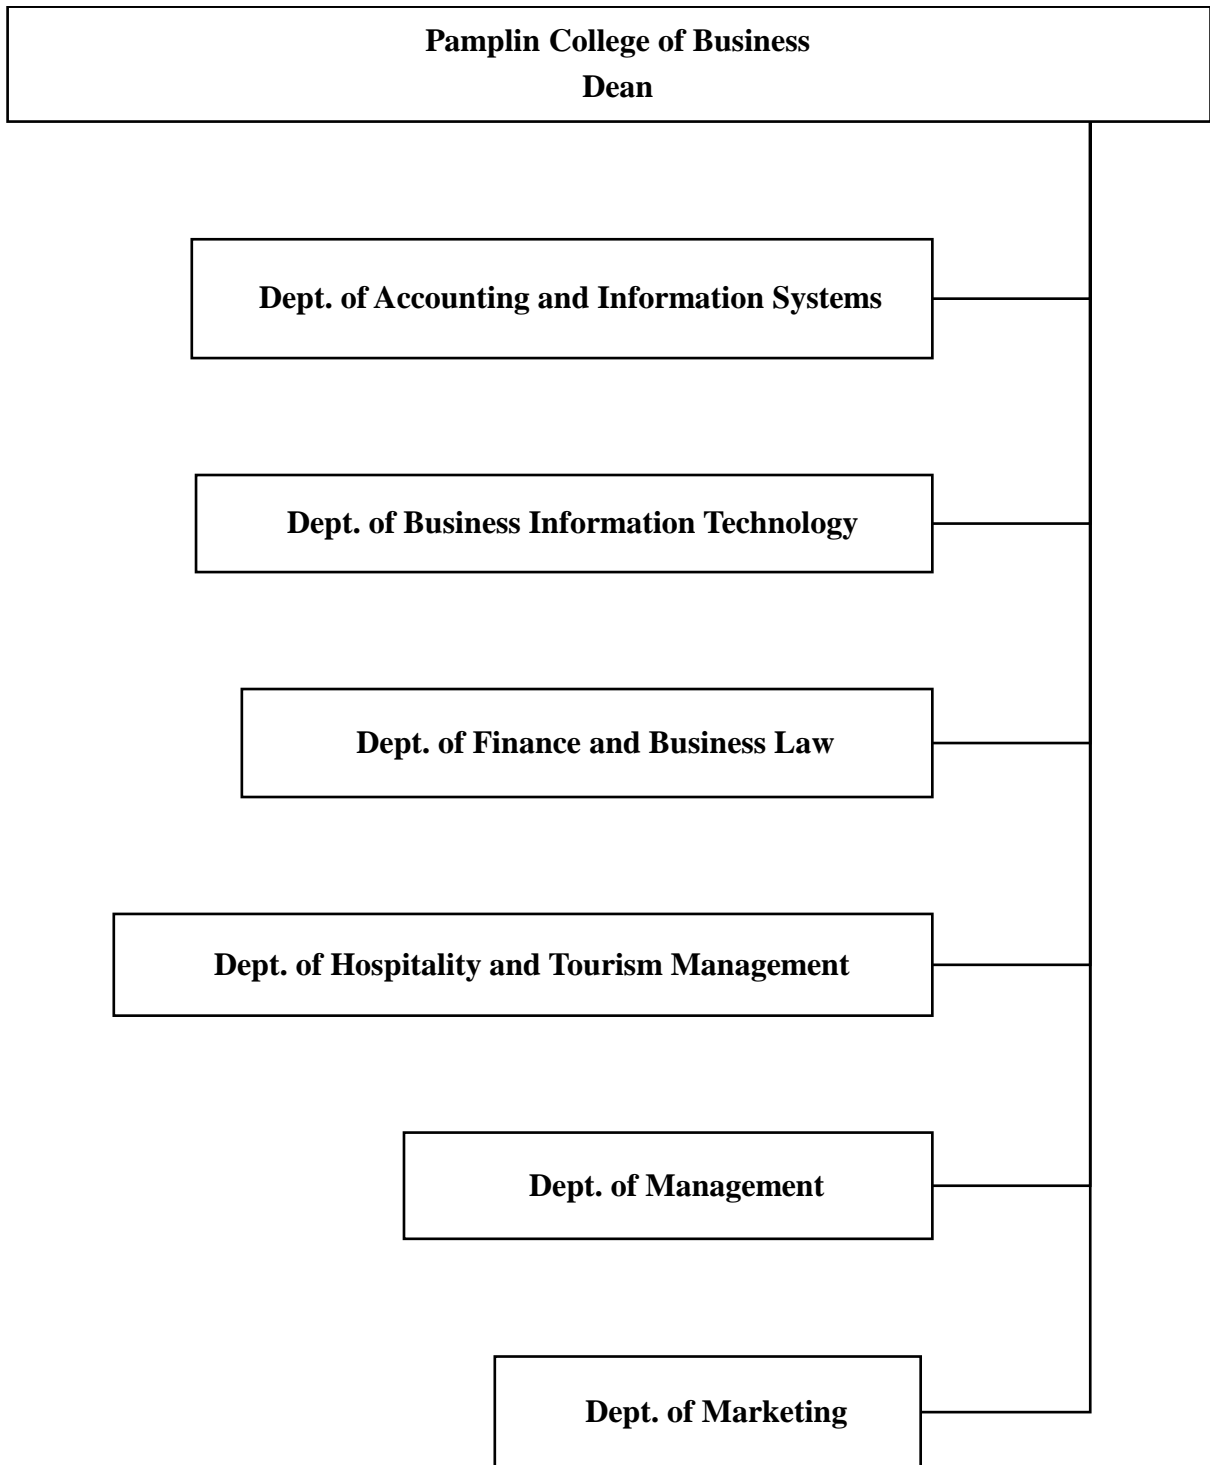 Pamplin College of Business
Dean
Dept. of Accounting and Information Systems
Dept. of Business Information Technology
Dept. of Finance and Business Law
Dept. of Hospitality and Tourism Management
Dept. of Management
Dept. of Marketing